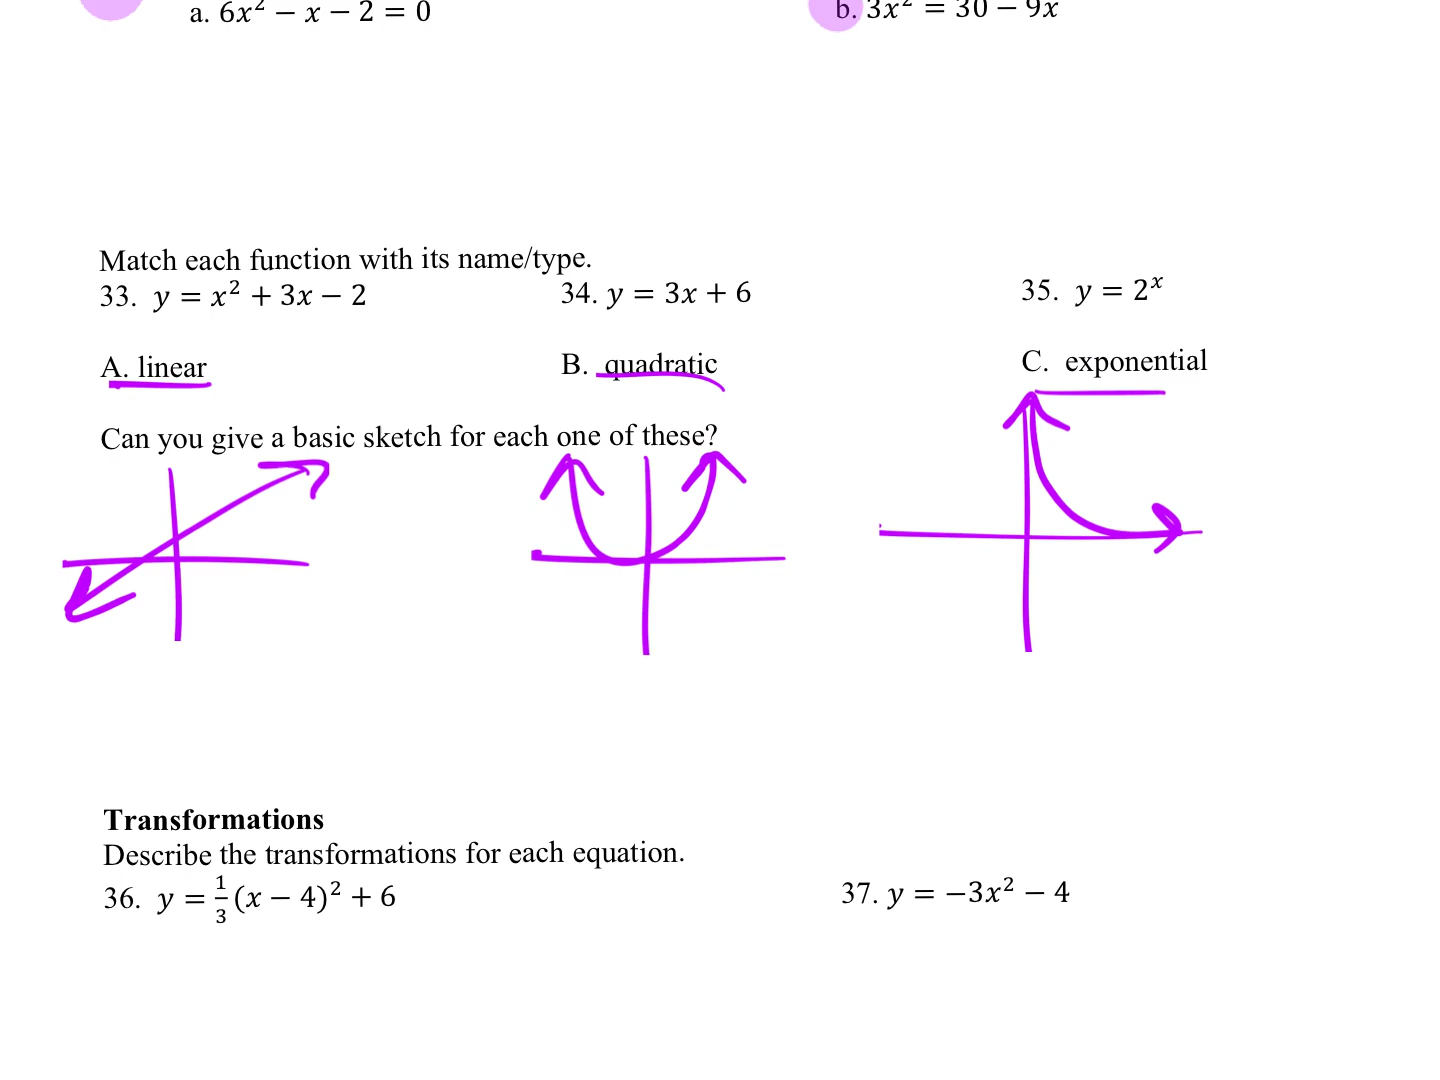 a. 6x² − x − 2 = 0 b. 3x² = 30 − 9x
Match each function with its name/type.
33. y = x² + 3x − 2 34. y = 3x + 6 35. y = 2ˣ
A. linear B. quadratic C. exponential
Can you give a basic sketch for each one of these?
Transformations
Describe the transformations for each equation.
36. y = 1/3 (x − 4)² + 6 37. y = −3x² − 4